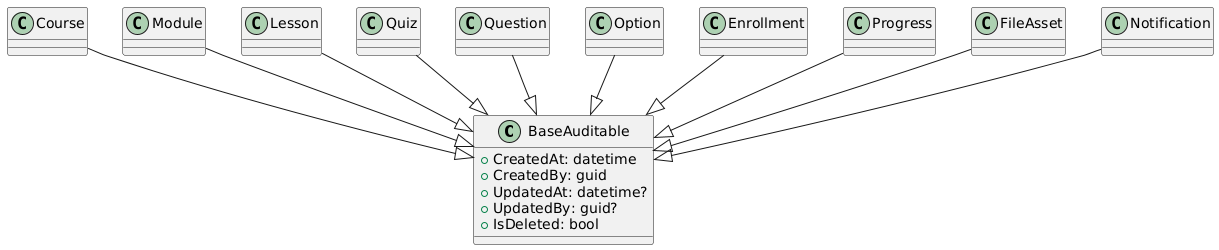 C Course
C Module
C Lesson
C Quiz
C Question
C Option
C Enrollment
C Progress
C FileAsset
C Notification
C BaseAuditable
CreatedAt: datetime
CreatedBy: guid
UpdatedAt: datetime?
UpdatedBy: guid?
IsDeleted: bool